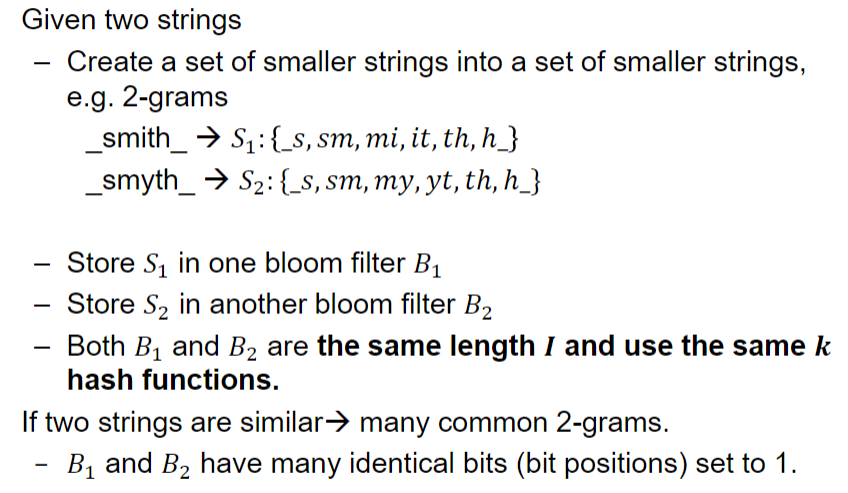 Given two strings
– Create a set of smaller strings into a set of smaller strings,
e.g. 2-grams
_smith_ → S₁:{_s, sm, mi, it, th, h_}
_smyth_ → S₂:{_s, sm, my, yt, th, h_}
– Store S₁ in one bloom filter B₁
– Store S₂ in another bloom filter B₂
– Both B₁ and B₂ are the same length I and use the same k
hash functions.
If two strings are similar→ many common 2-grams.
– B₁ and B₂ have many identical bits (bit positions) set to 1.